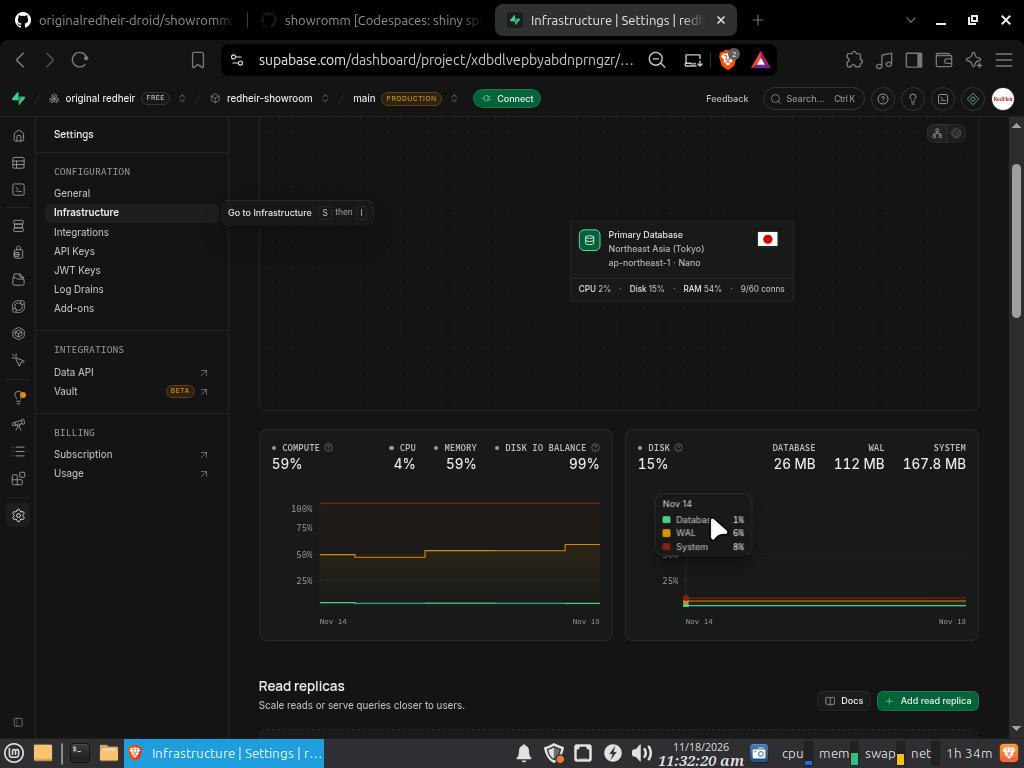 originalredheir-droid/showromm:
showromm [Codespaces: shiny sp
Infrastructure | Settings | redh
supabase.com/dashboard/project/xdbdlvepbyabdnprngzr/...
2
original redheir FREE
redheir-showroom
main PRODUCTION
Connect
Feedback
Search... Ctrl K
RedHeir
Settings
CONFIGURATION
General
Infrastructure
Go to Infrastructure S then I
Integrations
API Keys
JWT Keys
Log Drains
Add-ons
INTEGRATIONS
Data API
Vault BETA
BILLING
Subscription
Usage
Primary Database
Northeast Asia (Tokyo)
ap-northeast-1 · Nano
CPU 2% · Disk 15% · RAM 54% · 9/60 conns
COMPUTE CPU MEMORY DISK IO BALANCE
59% 4% 59% 99%
100%
75%
50%
25%
Nov 14 Nov 18
DISK DATABASE WAL SYSTEM
15% 26 MB 112 MB 167.8 MB
Nov 14
Databas 1%
WAL 6%
System 8%
50%
25%
Nov 14 Nov 18
Read replicas
Scale reads or serve queries closer to users.
Docs
Add read replica
Infrastructure | Settings | r...
11/18/2026
11:32:20 am
cpu mem swap net 1h 34m